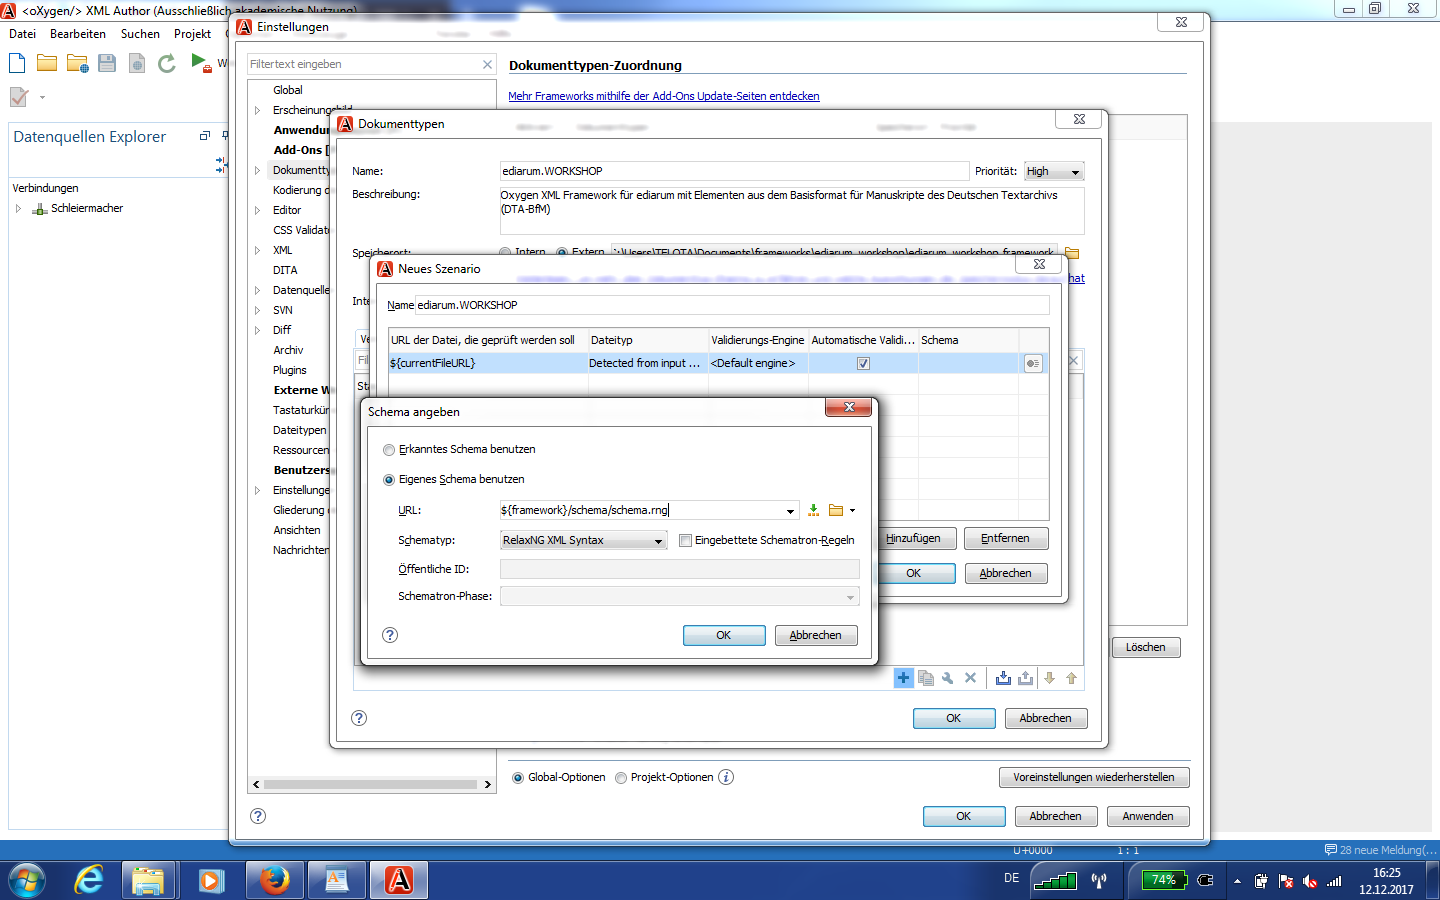 <oXygen/> XML Author (Ausschließlich akademische Nutzung)
Datei Bearbeiten Suchen Projekt
Datenquellen Explorer
Verbindungen
Schleiermacher
Einstellungen
Filtertext eingeben
Global
Erscheinungsbild
Anwendun
Add-Ons [
Dokumentty
Kodierung d
Editor
CSS Validate
XML
DITA
Datenquelle
SVN
Diff
Archiv
Plugins
Externe W
Tastaturkür
Dateitypen
Ressourcen
Benutzers
Einstellunge
Gliederung d
Ansichten
Nachrichten
Dokumenttypen-Zuordnung
Mehr Frameworks mithilfe der Add-Ons Update-Seiten entdecken
Dokumenttypen
Name: ediarum.WORKSHOP Priorität: High
Beschreibung: Oxygen XML Framework für ediarum mit Elementen aus dem Basisformat für Manuskripte des Deutschen Textarchivs
(DTA-BfM)
Speicherort: Intern Extern :\Users\TELOTA\Documents\frameworks\ediarum_workshop\ediarum_workshop.framework
hat
Neues Szenario
Name ediarum.WORKSHOP
URL der Datei, die geprüft werden soll Dateityp Validierungs-Engine Automatische Validi... Schema
${currentFileURL} Detected from input ... <Default engine>
Hinzufügen Entfernen
OK Abbrechen
Schema angeben
Erkanntes Schema benutzen
Eigenes Schema benutzen
URL: ${framework}/schema/schema.rng
Schematyp: RelaxNG XML Syntax Eingebettete Schematron-Regeln
Öffentliche ID:
Schematron-Phase:
OK Abbrechen
Löschen
OK Abbrechen
Global-Optionen Projekt-Optionen Voreinstellungen wiederherstellen
OK Abbrechen Anwenden
U+0000 1 : 1 28 neue Meldung(...
DE 74% 16:25
12.12.2017